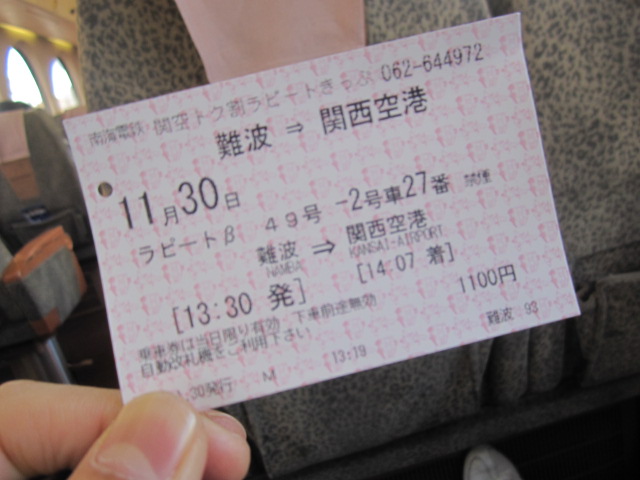 南海電鉄 関空トク割ラピートきっぷ 062-644972
難波 ⇒ 関西空港
11月30日 -2号車27番 禁煙
ラピートβ 49号
難波 ⇒ 関西空港
NAMBA KANSAI-AIRPORT
[13:30 発] [14:07 着]
1100円
乗車券は当日限り有効 下車前途無効
自動改札機をご利用下さい 難波 93
.30発行 M 13:19